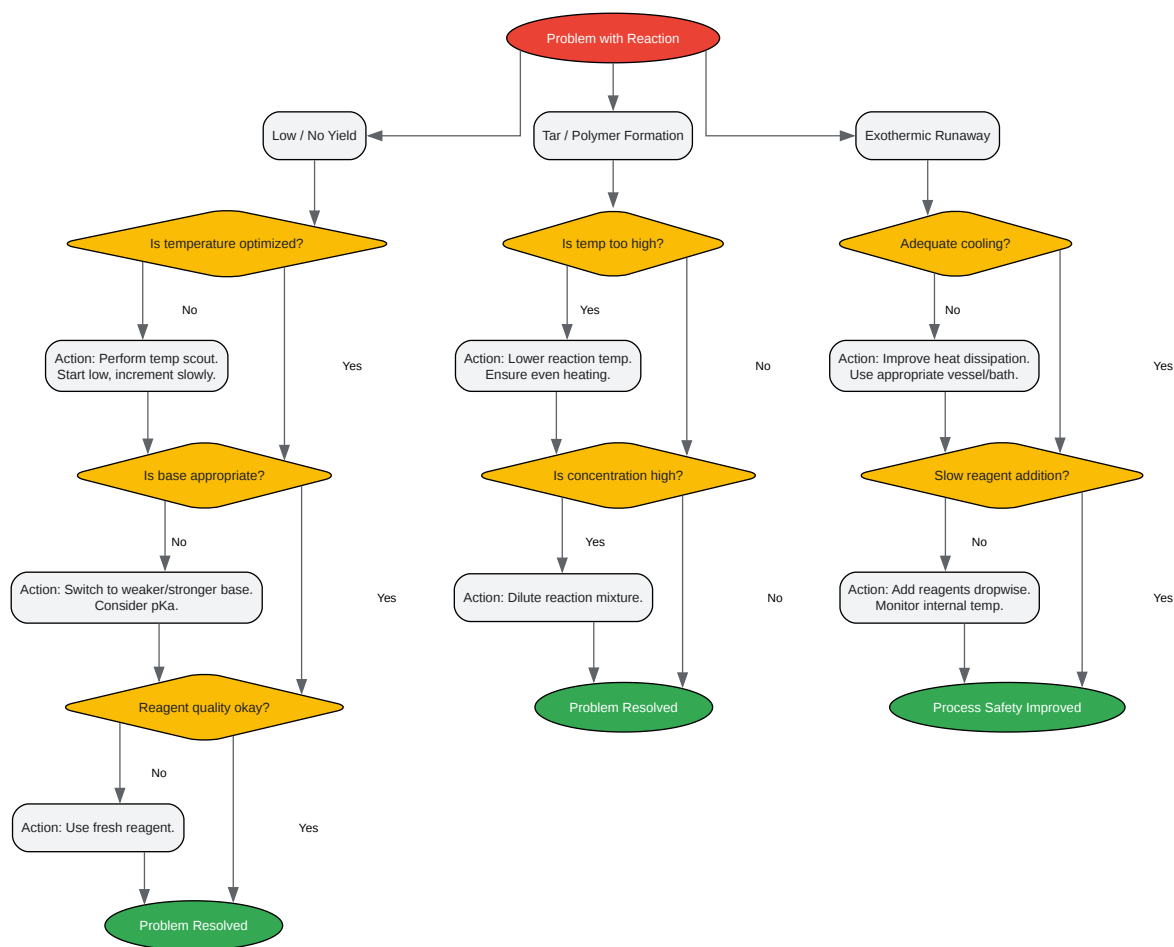 Problem with Reaction
Low / No Yield
Tar / Polymer Formation
Exothermic Runaway
Is temperature optimized?
Is temp too high?
Adequate cooling?
No
Yes
No
Action: Perform temp scout.
Start low, increment slowly.
Yes
Action: Lower reaction temp.
Ensure even heating.
No
Action: Improve heat dissipation.
Use appropriate vessel/bath.
Yes
Is base appropriate?
Is concentration high?
Slow reagent addition?
No
Yes
No
Action: Switch to weaker/stronger base.
Consider pKa.
Yes
Action: Dilute reaction mixture.
No
Action: Add reagents dropwise.
Monitor internal temp.
Yes
Reagent quality okay?
Problem Resolved
Process Safety Improved
No
Action: Use fresh reagent.
Yes
Problem Resolved